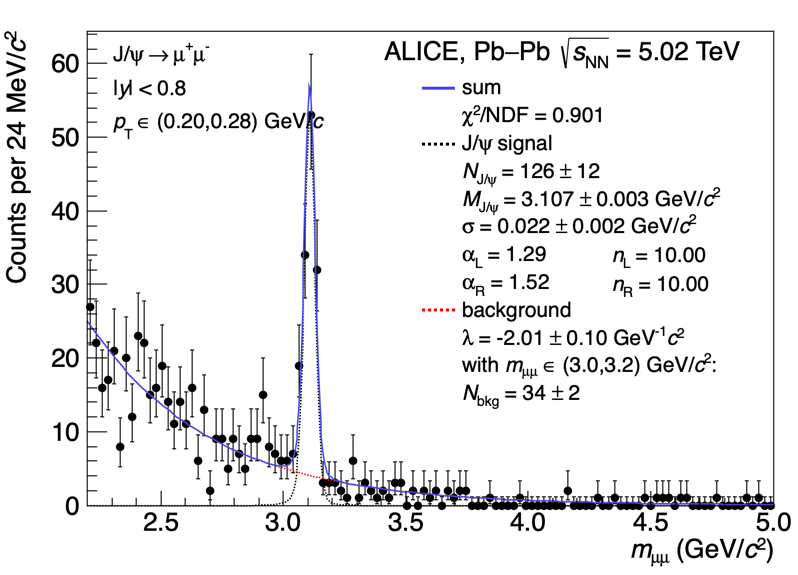 Counts per 24 MeV/c²
60
50
40
30
20
10
0
J/ψ → μ⁺μ⁻
|y| < 0.8
p_T ∈ (0.20,0.28) GeV/c
ALICE, Pb−Pb √s_NN = 5.02 TeV
sum
χ²/NDF = 0.901
J/ψ signal
N_J/ψ = 126 ± 12
M_J/ψ = 3.107 ± 0.003 GeV/c²
σ = 0.022 ± 0.002 GeV/c²
α_L = 1.29 n_L = 10.00
α_R = 1.52 n_R = 10.00
background
λ = -2.01 ± 0.10 GeV⁻¹c²
with m_μμ ∈ (3.0,3.2) GeV/c²:
N_bkg = 34 ± 2
2.5 3.0 3.5 4.0 4.5 5.0
m_μμ (GeV/c²)